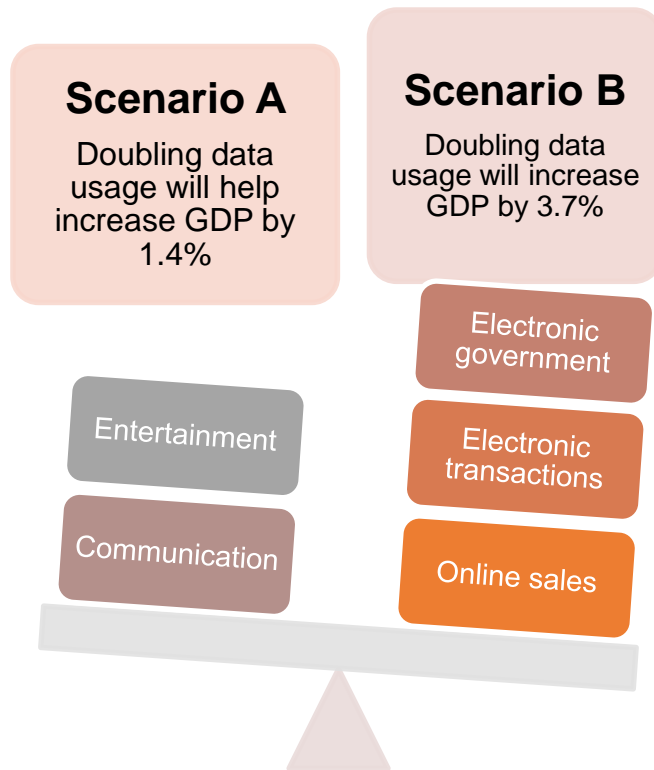 Scenario A
Doubling data
usage will help
increase GDP by
1.4%
Scenario B
Doubling data
usage will increase
GDP by 3.7%
Entertainment
Communication
Electronic
government
Electronic
transactions
Online sales